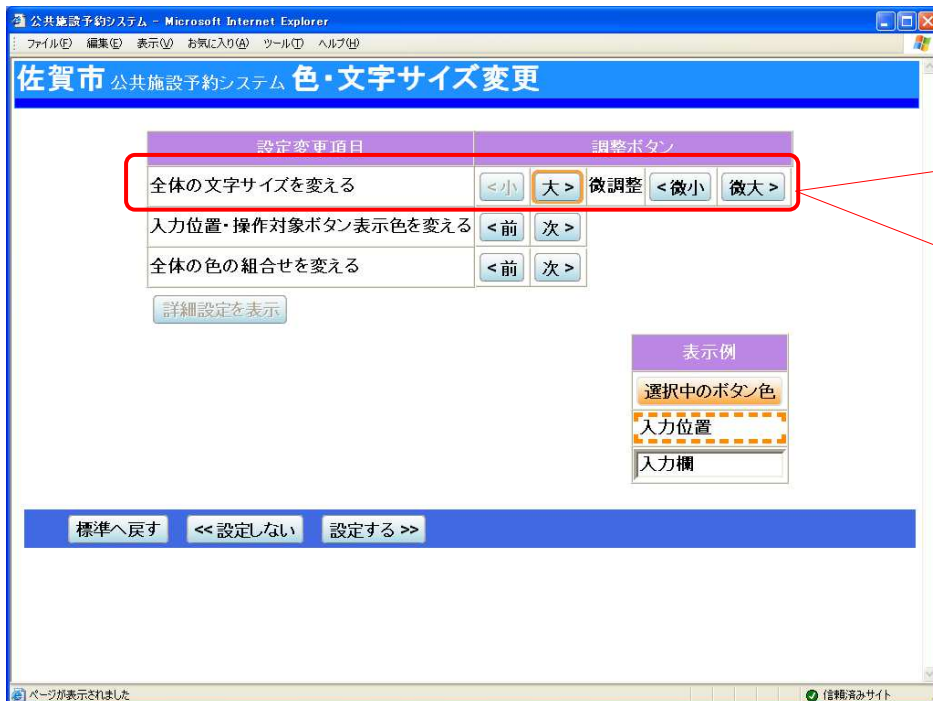 公共施設予約システム - Microsoft Internet Explorer
ファイル(F) 編集(E) 表示(V) お気に入り(A) ツール(T) ヘルプ(H)
佐賀市 公共施設予約システム 色・文字サイズ変更
設定変更項目 調整ボタン
全体の文字サイズを変える <小 大> 微調整 <微小 微大>
入力位置・操作対象ボタン表示色を変える <前 次>
全体の色の組合せを変える <前 次>
詳細設定を表示
表示例
選択中のボタン色
入力位置
入力欄
標準へ戻す <<設定しない 設定する>>
ページが表示されました 信頼済みサイト